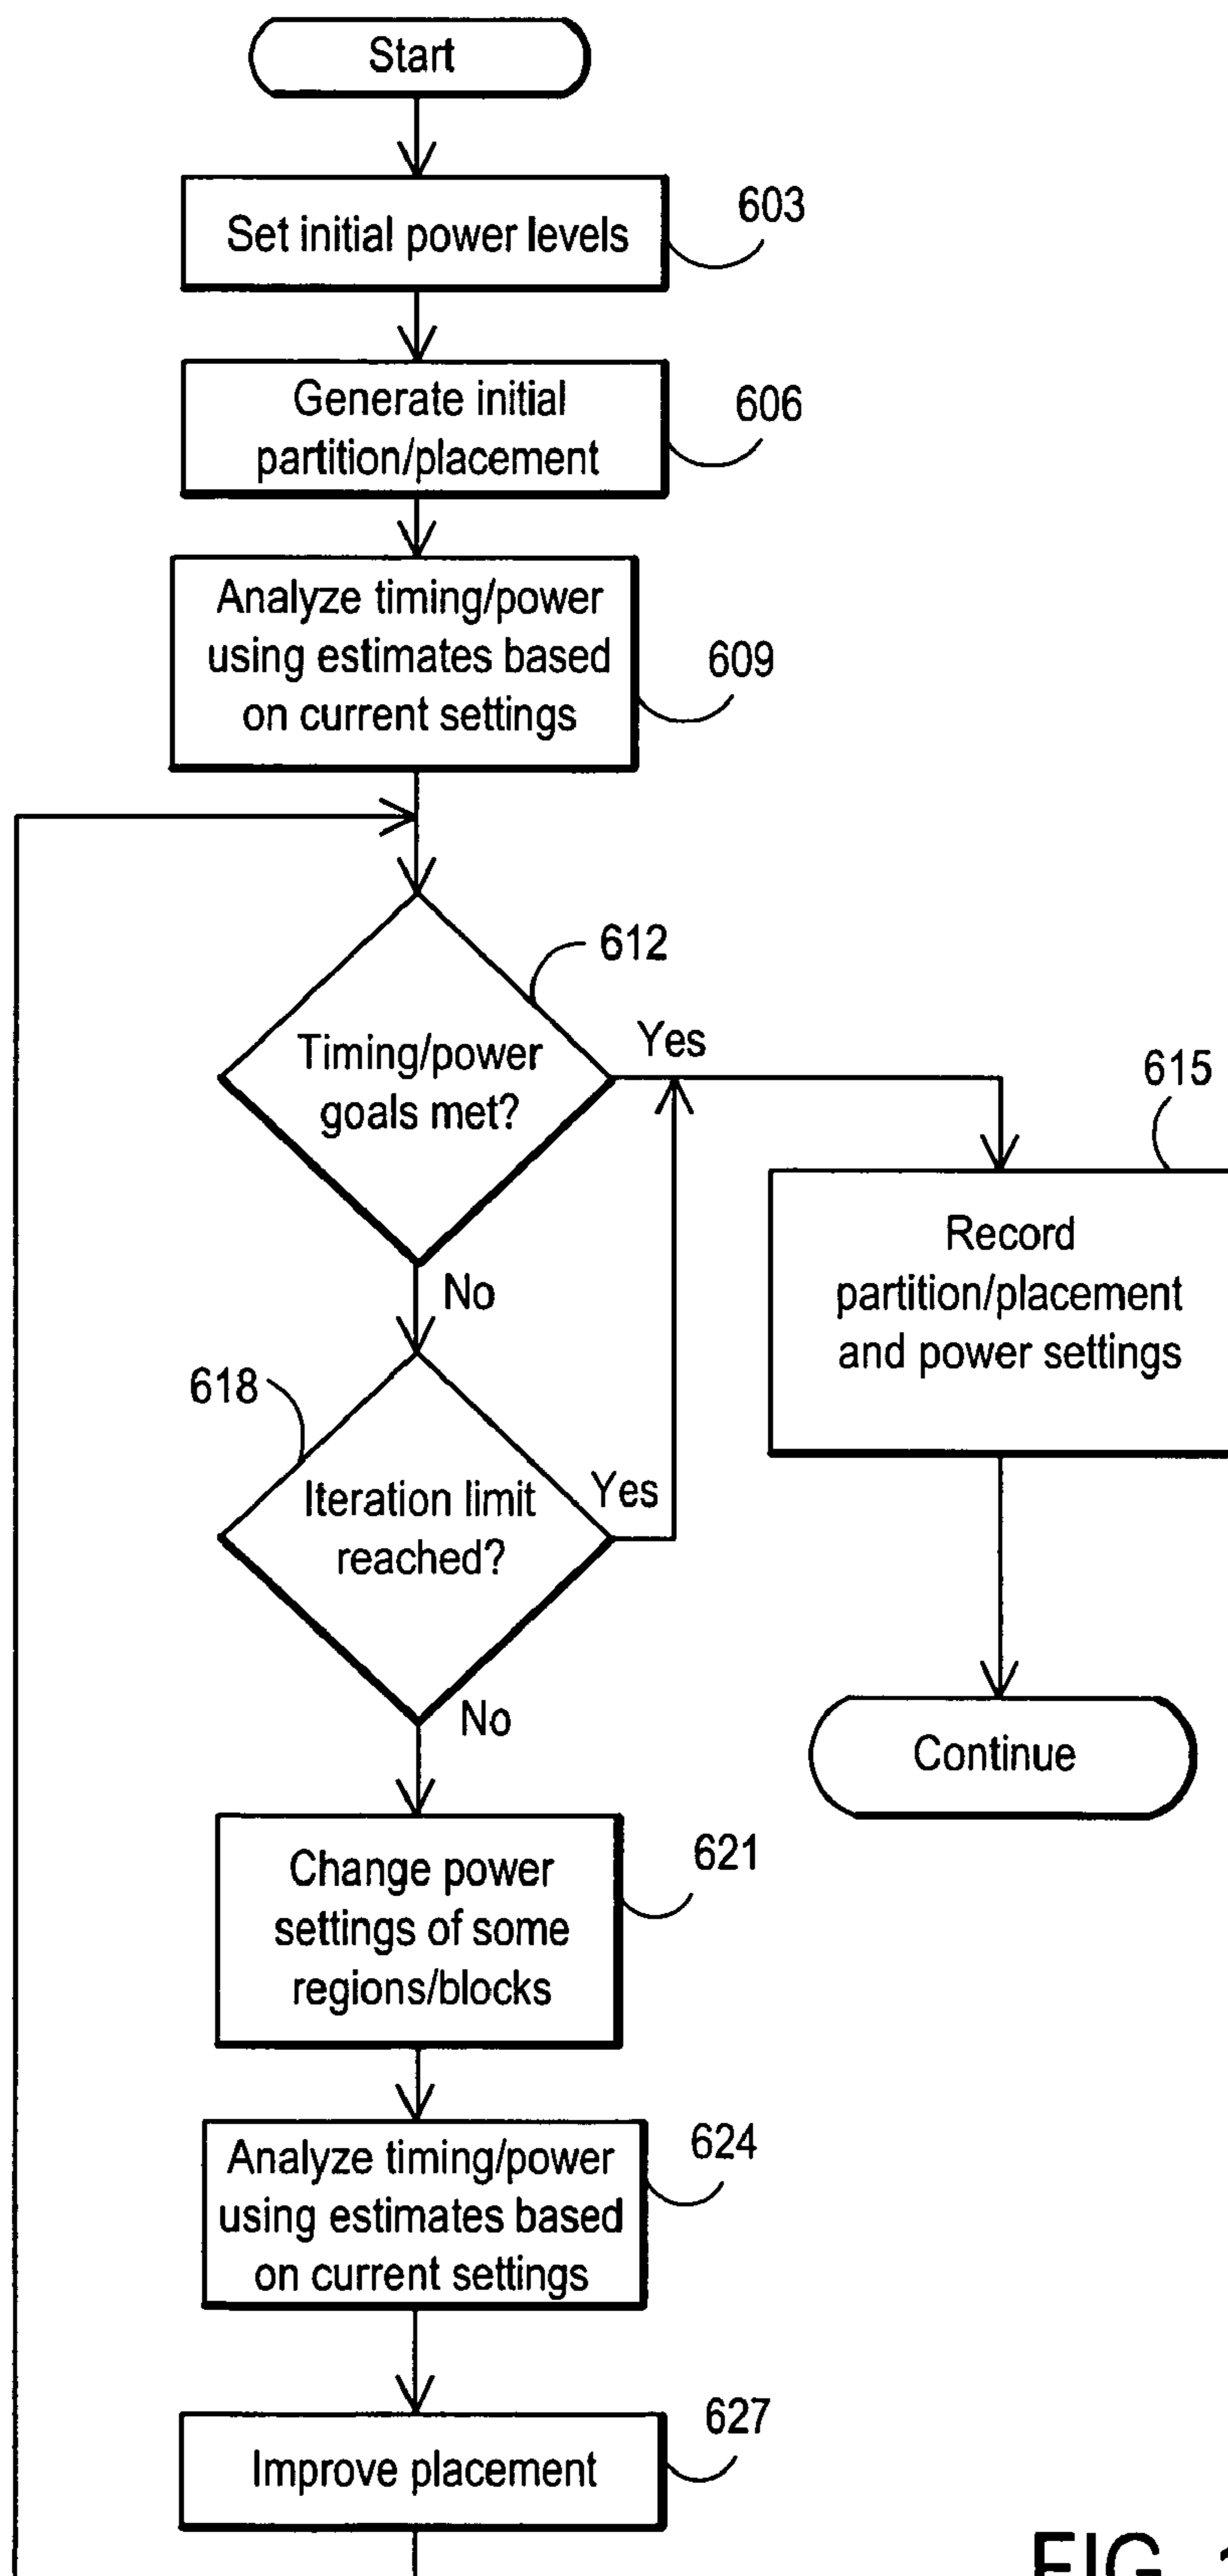 Start
Set initial power levels
603
Generate initial
partition/placement
606
Analyze timing/power
using estimates based
on current settings
609
612
Timing/power
goals met?
Yes
615
Record
partition/placement
and power settings
No
618
Iteration limit
reached?
Yes
Continue
No
Change power
settings of some
regions/blocks
621
Analyze timing/power
using estimates based
on current settings
624
Improve placement
627
FIG.